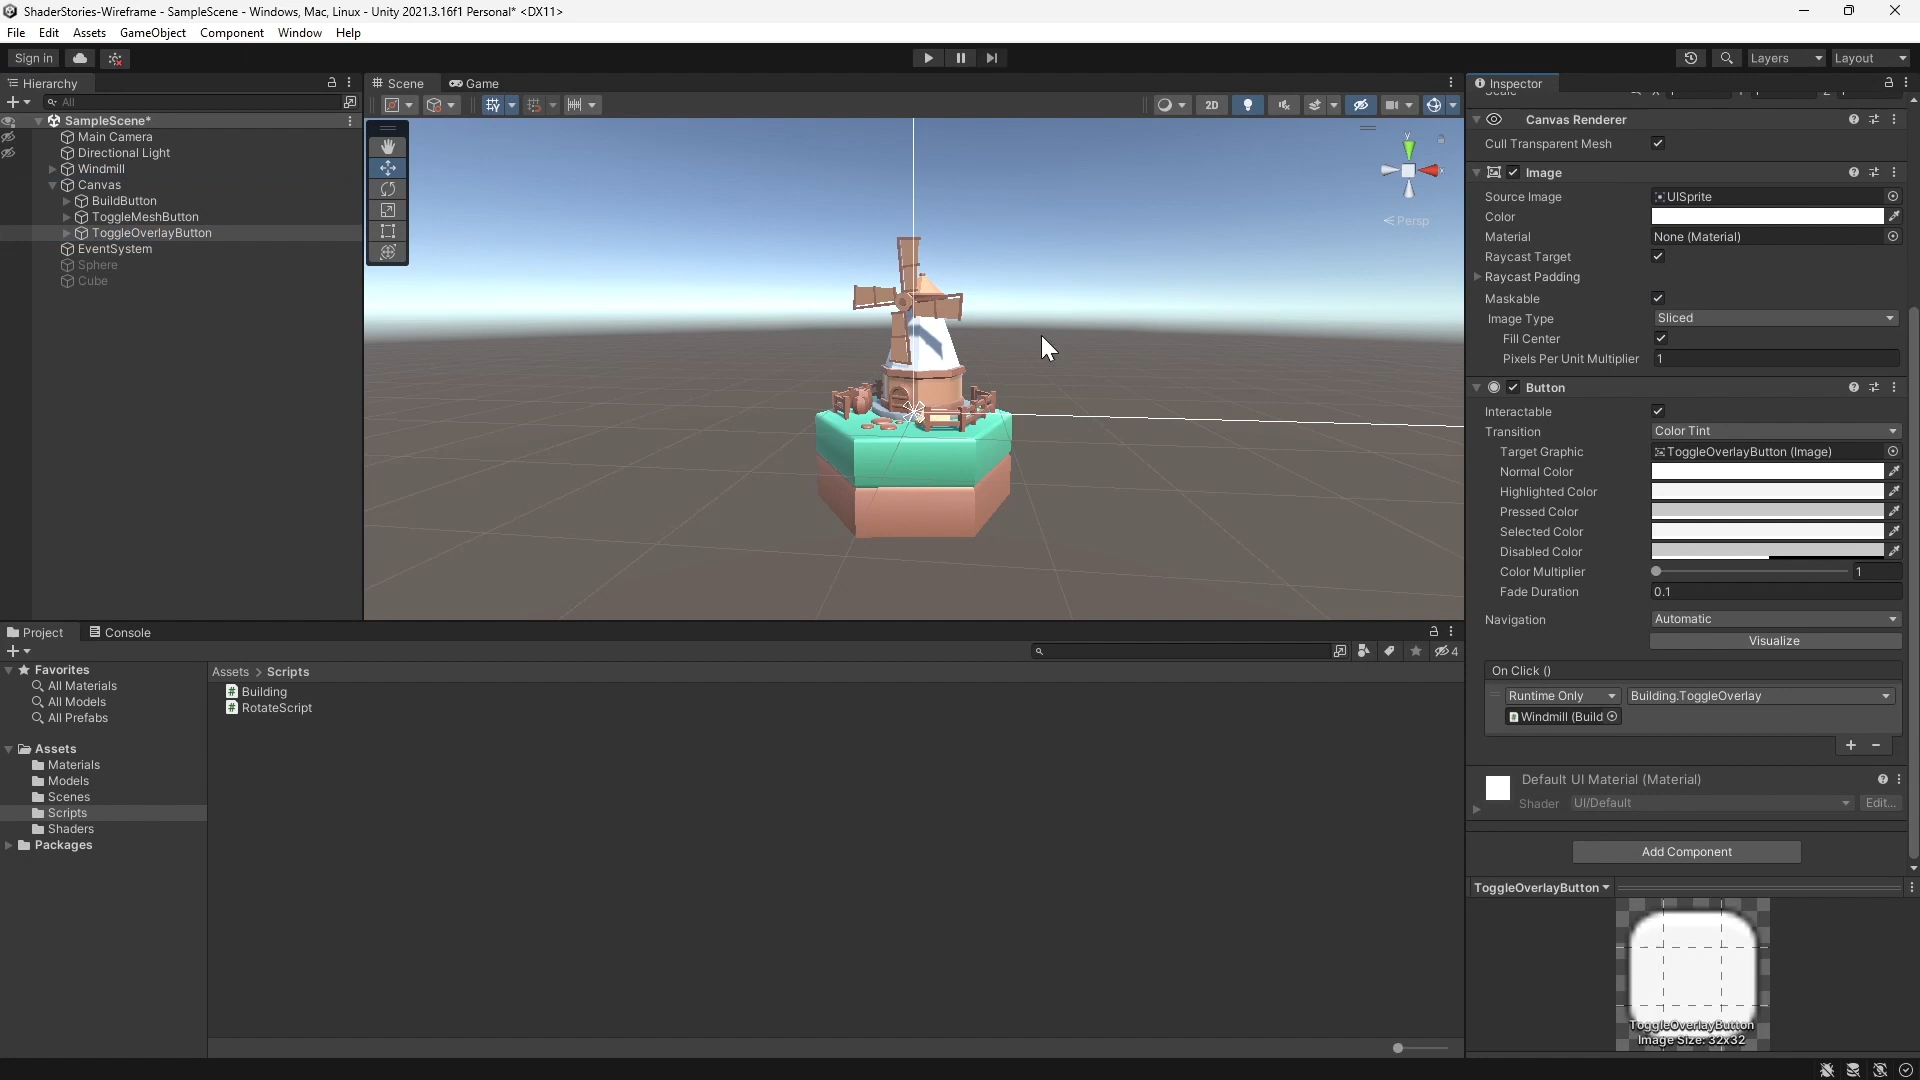 ShaderStories-Wireframe - SampleScene - Windows, Mac, Linux - Unity 2021.3.16f1 Personal* <DX11>
File Edit Assets GameObject Component Window Help
Sign in
Layers
Layout
Hierarchy
All
SampleScene*
Main Camera
Directional Light
Windmill
Canvas
BuildButton
ToggleMeshButton
ToggleOverlayButton
EventSystem
Sphere
Cube
Scene
Game
2D
y
x
Persp
Inspector
Canvas Renderer
Cull Transparent Mesh
Image
Source Image UISprite
Color
Material None (Material)
Raycast Target
Raycast Padding
Maskable
Image Type Sliced
Fill Center
Pixels Per Unit Multiplier 1
Button
Interactable
Transition Color Tint
Target Graphic ToggleOverlayButton (Image)
Normal Color
Highlighted Color
Pressed Color
Selected Color
Disabled Color
Color Multiplier 1
Fade Duration 0.1
Navigation Automatic
Visualize
On Click ()
Runtime Only Building.ToggleOverlay
Windmill (Build
+ -
Default UI Material (Material)
Shader UI/Default Edit...
Add Component
ToggleOverlayButton
ToggleOverlayButton
Image Size: 32x32
Project
Console
4
Favorites
All Materials
All Models
All Prefabs
Assets
Materials
Models
Scenes
Scripts
Shaders
Packages
Assets > Scripts
Building
RotateScript